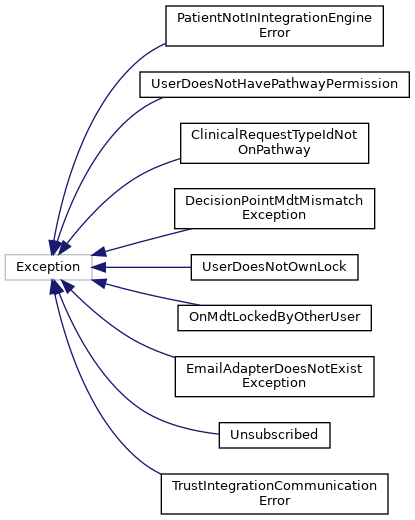 PatientNotInIntegrationEngine
Error
UserDoesNotHavePathwayPermission
ClinicalRequestTypeIdNot
OnPathway
DecisionPointMdtMismatch
Exception
Exception
UserDoesNotOwnLock
OnMdtLockedByOtherUser
EmailAdapterDoesNotExist
Exception
Unsubscribed
TrustIntegrationCommunication
Error